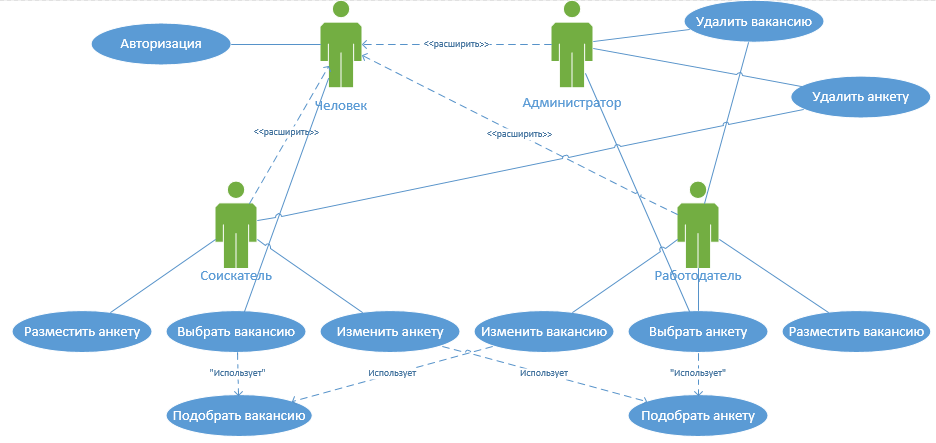 Удалить вакансию
Авторизация
<<расширить>>
Удалить анкету
Человек
Администратор
<<расширить>>
<<расширить>>
Соискатель
Работодатель
Разместить анкету
Выбрать вакансию
Изменить анкету
Изменить вакансию
Выбрать анкету
Разместить вакансию
"Использует"
Использует
Использует
"Использует"
Подобрать вакансию
Подобрать анкету